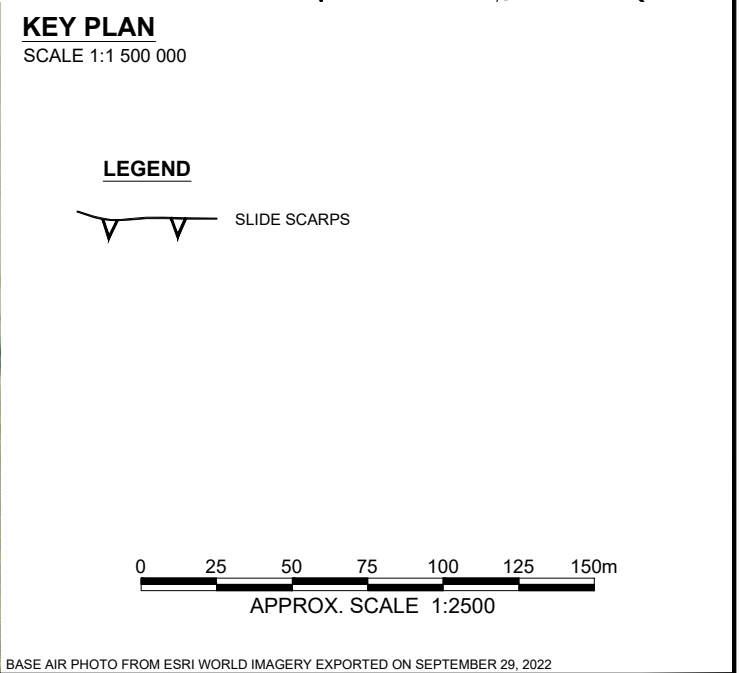 KEY PLAN
SCALE 1:1 500 000
LEGEND
SLIDE SCARPS
0 25 50 75 100 125 150m
APPROX. SCALE 1:2500
BASE AIR PHOTO FROM ESRI WORLD IMAGERY EXPORTED ON SEPTEMBER 29, 2022